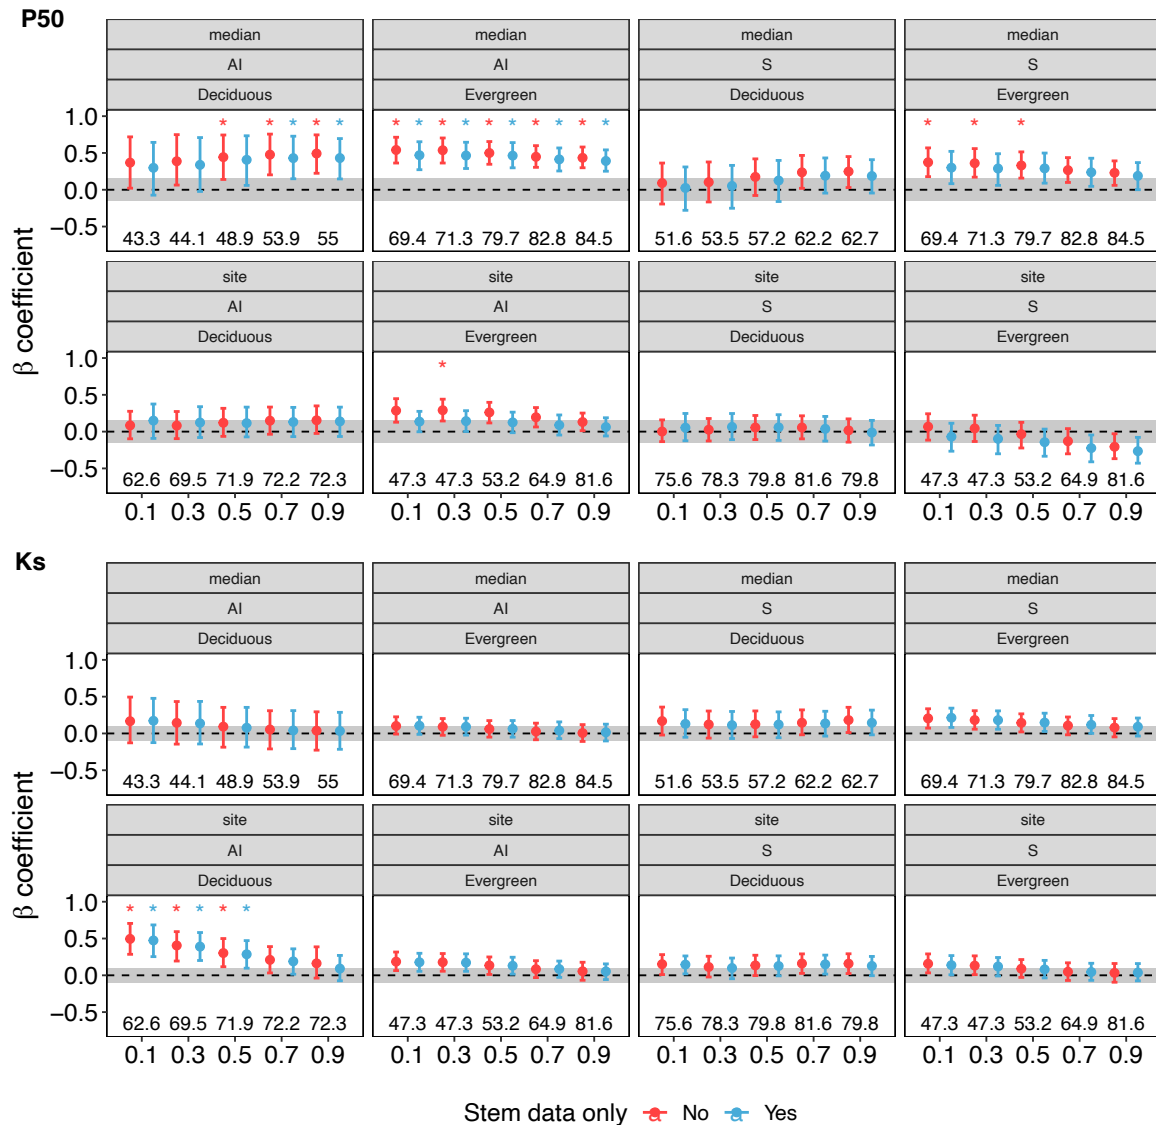 P50
median median median median
AI AI S S
Deciduous Evergreen Deciduous Evergreen
1.0 * * * * * * * * * * * * * * * * * *
0.5
0.0
−0.5
43.3 44.1 48.9 53.9 55 69.4 71.3 79.7 82.8 84.5 51.6 53.5 57.2 62.2 62.7 69.4 71.3 79.7 82.8 84.5
β coefficient
site site site site
AI AI S S
Deciduous Evergreen Deciduous Evergreen
1.0 *
0.5
0.0
−0.5
62.6 69.5 71.9 72.2 72.3 47.3 47.3 53.2 64.9 81.6 75.6 78.3 79.8 81.6 79.8 47.3 47.3 53.2 64.9 81.6
0.1 0.3 0.5 0.7 0.9 0.1 0.3 0.5 0.7 0.9 0.1 0.3 0.5 0.7 0.9 0.1 0.3 0.5 0.7 0.9
Ks
median median median median
AI AI S S
Deciduous Evergreen Deciduous Evergreen
1.0
0.5
0.0
−0.5
43.3 44.1 48.9 53.9 55 69.4 71.3 79.7 82.8 84.5 51.6 53.5 57.2 62.2 62.7 69.4 71.3 79.7 82.8 84.5
β coefficient
site site site site
AI AI S S
Deciduous Evergreen Deciduous Evergreen
1.0 * * * * * *
0.5
0.0
−0.5
62.6 69.5 71.9 72.2 72.3 47.3 47.3 53.2 64.9 81.6 75.6 78.3 79.8 81.6 79.8 47.3 47.3 53.2 64.9 81.6
0.1 0.3 0.5 0.7 0.9 0.1 0.3 0.5 0.7 0.9 0.1 0.3 0.5 0.7 0.9 0.1 0.3 0.5 0.7 0.9
Stem data only No Yes